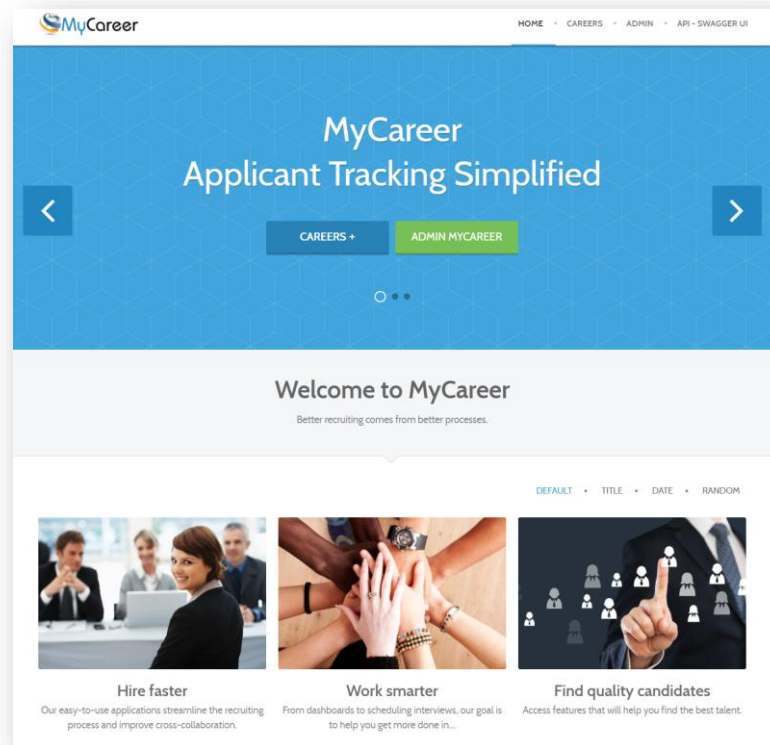 MyCareer
HOME • CAREERS • ADMIN • API - SWAGGER UI
MyCareer
Applicant Tracking Simplified
CAREERS +
ADMIN MYCAREER
Welcome to MyCareer
Better recruiting comes from better processes.
DEFAULT • TITLE • DATE • RANDOM
Hire faster
Our easy-to-use applications streamline the recruiting
process and improve cross-collaboration.
Work smarter
From dashboards to scheduling interviews, our goal is
to help you get more done in...
Find quality candidates
Access features that will help you find the best talent.